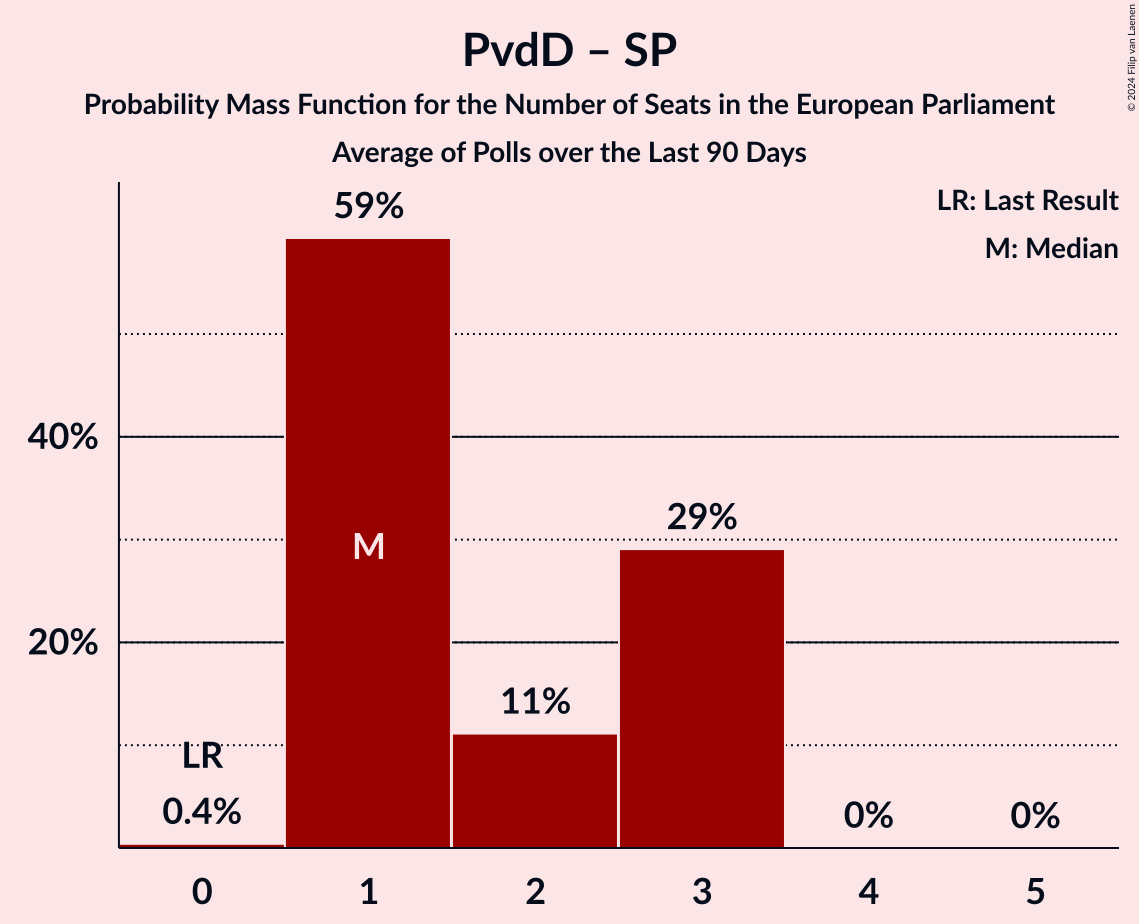 PvdD – SP
Probability Mass Function for the Number of Seats in the European Parliament
Average of Polls over the Last 90 Days
© 2024 Filip van Laenen
LR: Last Result
M: Median
59%
40%
29%
M
20%
11%
LR
0.4%
0%
0%
0
1
2
3
4
5